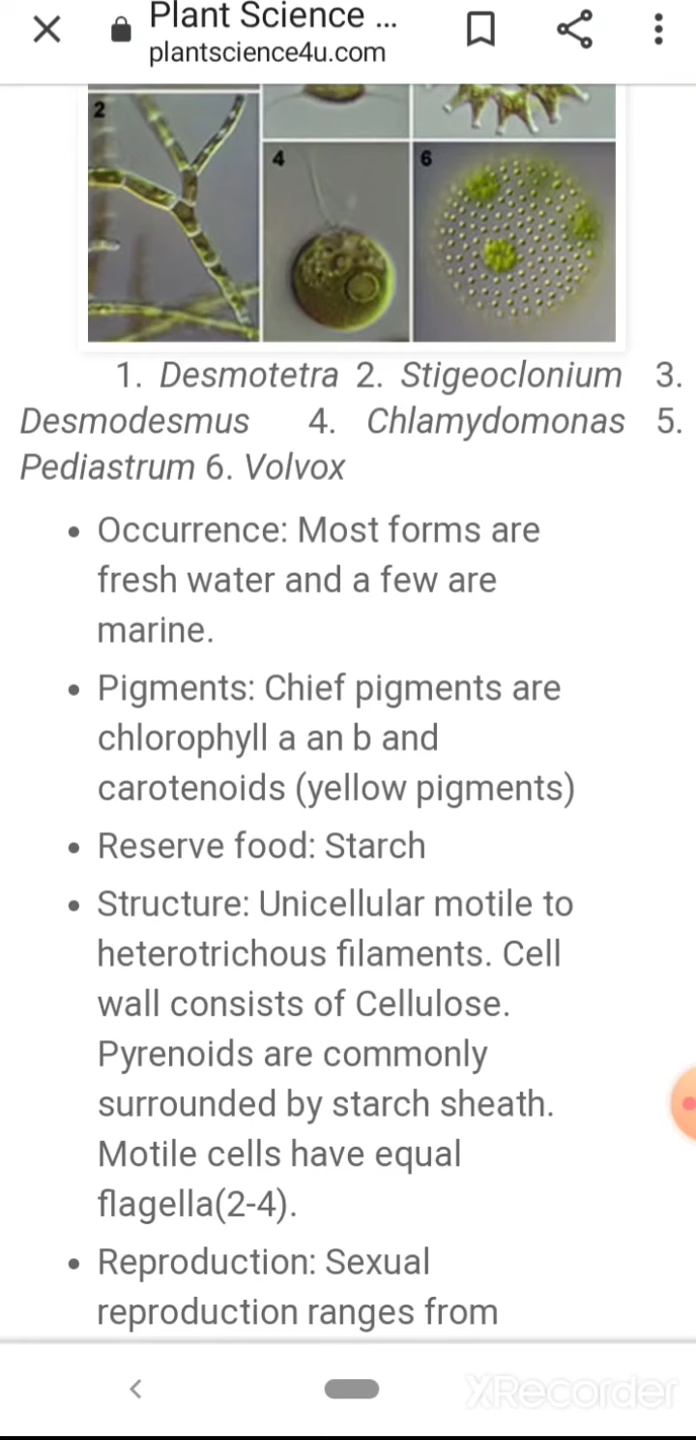 Plant Science ...
plantscience4u.com
2
4
6
1. Desmotetra 2. Stigeoclonium 3.
Desmodesmus 4. Chlamydomonas 5.
Pediastrum 6. Volvox
• Occurrence: Most forms are
fresh water and a few are
marine.
• Pigments: Chief pigments are
chlorophyll a an b and
carotenoids (yellow pigments)
• Reserve food: Starch
• Structure: Unicellular motile to
heterotrichous filaments. Cell
wall consists of Cellulose.
Pyrenoids are commonly
surrounded by starch sheath.
Motile cells have equal
flagella(2-4).
• Reproduction: Sexual
reproduction ranges from
XRecorder